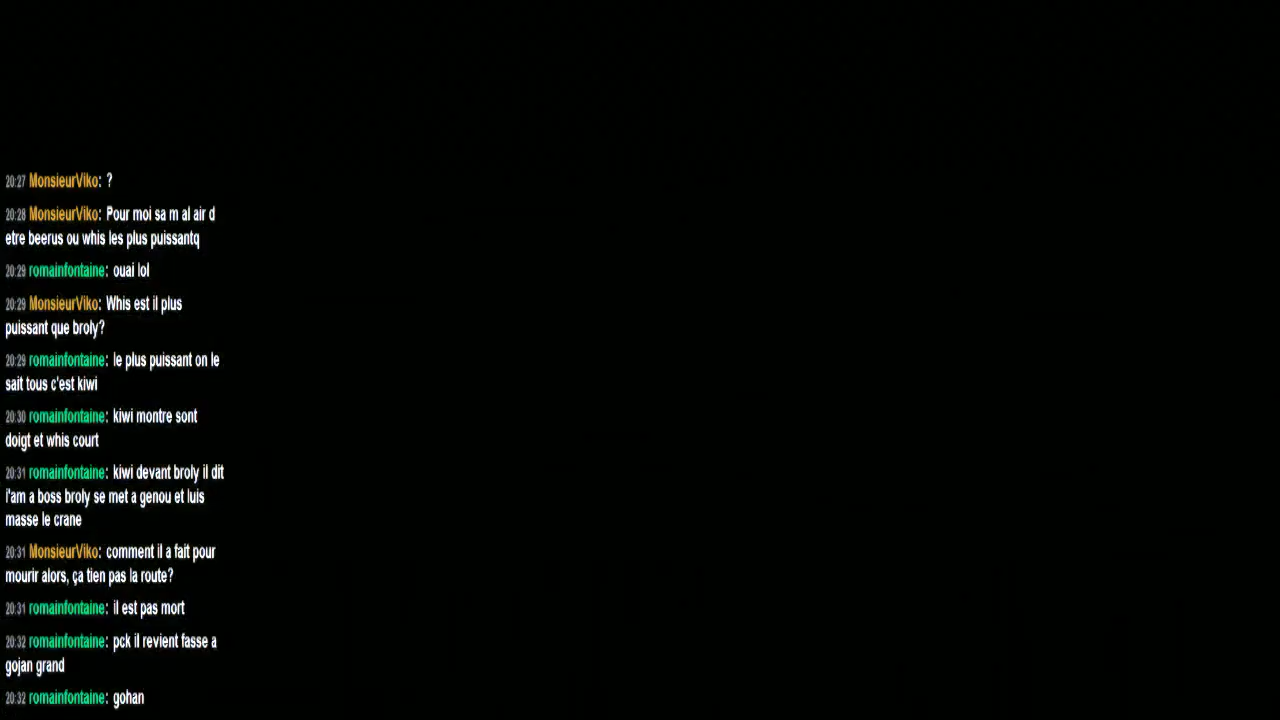 20:27 MonsieurViko: ?
20:28 MonsieurViko: Pour moi sa m al air d
etre beerus ou whis les plus puissantq
20:29 romainfontaine: ouai lol
20:29 MonsieurViko: Whis est il plus
puissant que broly?
20:29 romainfontaine: le plus puissant on le
sait tous c'est kiwi
20:30 romainfontaine: kiwi montre sont
doigt et whis court
20:31 romainfontaine: kiwi devant broly il dit
i'am a boss broly se met a genou et luis
masse le crane
20:31 MonsieurViko: comment il a fait pour
mourir alors, ça tien pas la route?
20:31 romainfontaine: il est pas mort
20:32 romainfontaine: pck il revient fasse a
gojan grand
20:32 romainfontaine: gohan